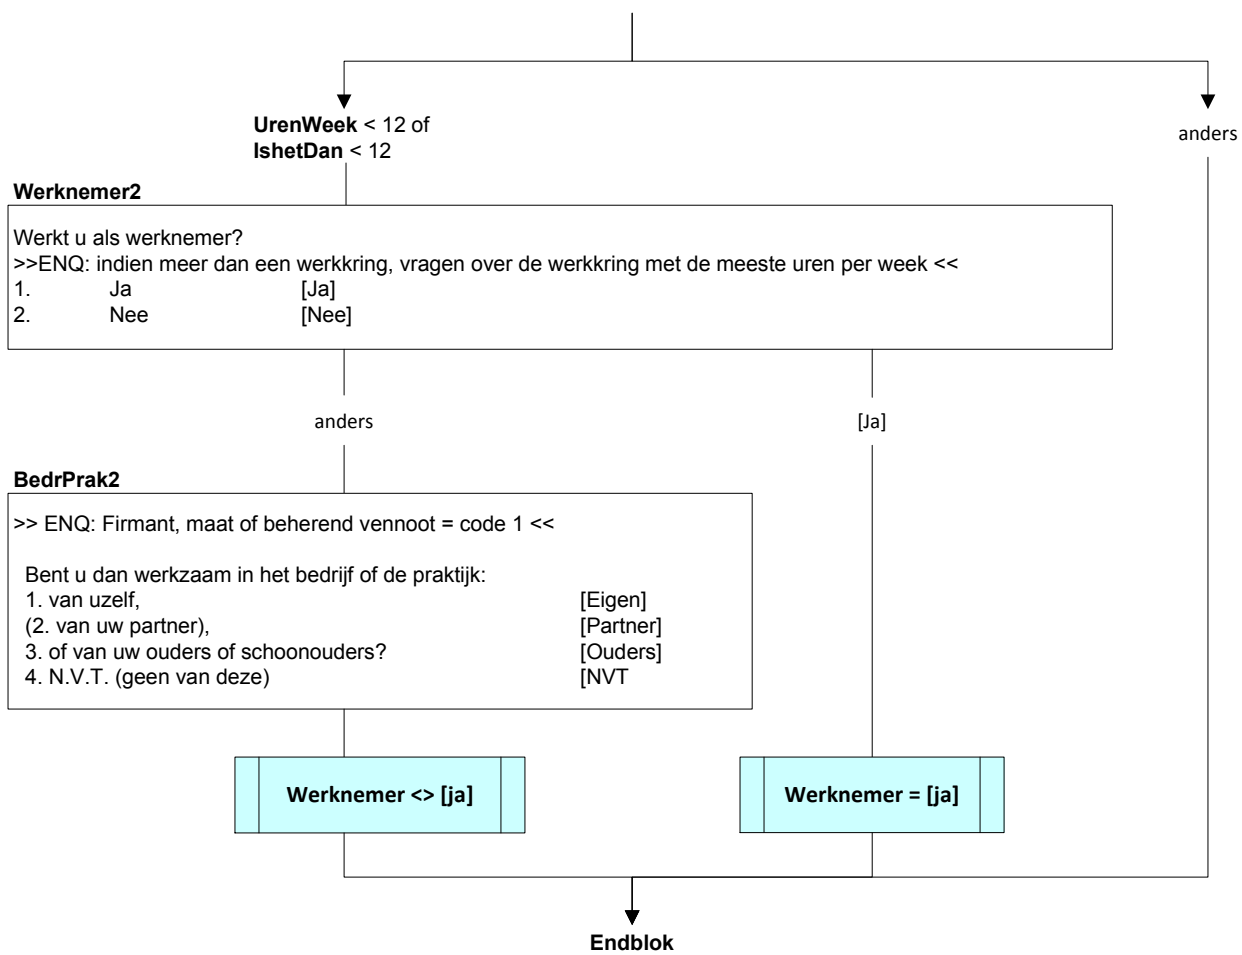 UrenWeek < 12 of
IshetDan < 12
anders
Werknemer2
Werkt u als werknemer?
>>ENQ: indien meer dan een werkkring, vragen over de werkkring met de meeste uren per week <<
1. Ja [Ja]
2. Nee [Nee]
anders [Ja]
BedrPrak2
>> ENQ: Firmant, maat of beherend vennoot = code 1 <<
Bent u dan werkzaam in het bedrijf of de praktijk:
1. van uzelf, [Eigen]
(2. van uw partner), [Partner]
3. of van uw ouders of schoonouders? [Ouders]
4. N.V.T. (geen van deze) [NVT
Werknemer <> [ja] Werknemer = [ja]
Endblok